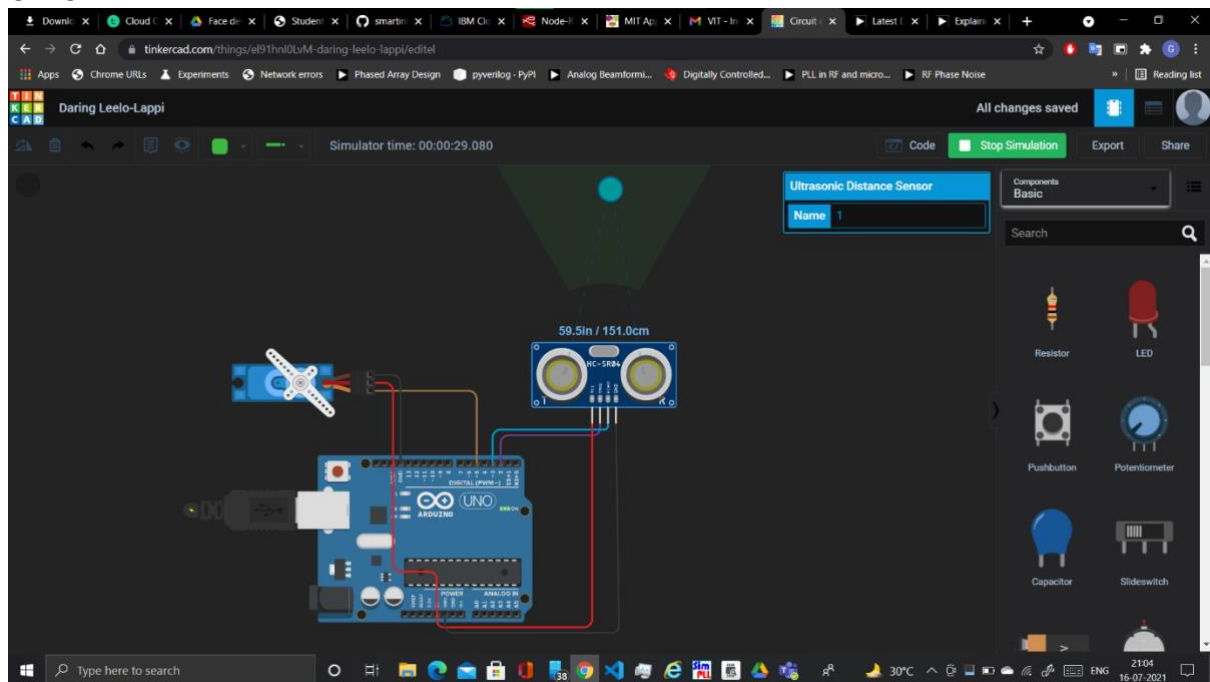 Downlo
Cloud C
Face de
Student
smartin
IBM Clo
Node-R
MIT Ap
VIT - In
Circuit
Latest
Explain
tinkercad.com/things/el91hnI0LvM-daring-leelo-lappi/editel
Apps
Chrome URLs
Experiments
Network errors
Phased Array Design
pyverilog · PyPI
Analog Beamformi...
Digitally Controlled...
PLL in RF and micro...
RF Phase Noise
»
Reading list
TIN
KER
CAD
Daring Leelo-Lappi
All changes saved
Simulator time: 00:00:29.080
Code
Stop Simulation
Export
Share
Ultrasonic Distance Sensor
Name 1
Components
Basic
Search
59.5in / 151.0cm
HC-SR04
T
R
DIGITAL (PWM~)
UNO
ARDUINO
ON
POWER
ANALOG IN
Resistor
LED
Pushbutton
Potentiometer
Capacitor
Slideswitch
Type here to search
38
30°C
ENG
21:04
16-07-2021